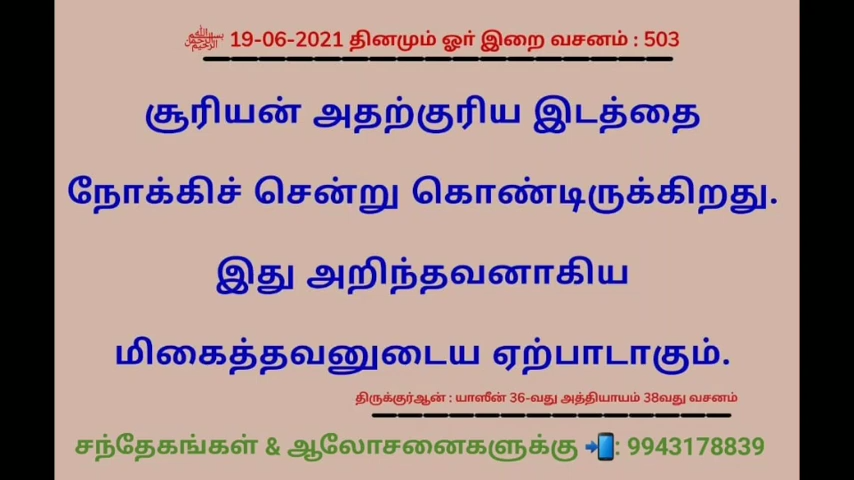 ﷽ 19-06-2021 தினமும் ஓர் இறை வசனம் : 503
சூரியன் அதற்குரிய இடத்தை
நோக்கிச் சென்று கொண்டிருக்கிறது.
இது அறிந்தவனாகிய
மிகைத்தவனுடைய ஏற்பாடாகும்.
திருக்குர்ஆன் : யாஸீன் 36-வது அத்தியாயம் 38வது வசனம்
சந்தேகங்கள் & ஆலோசனைகளுக்கு 📲: 9943178839